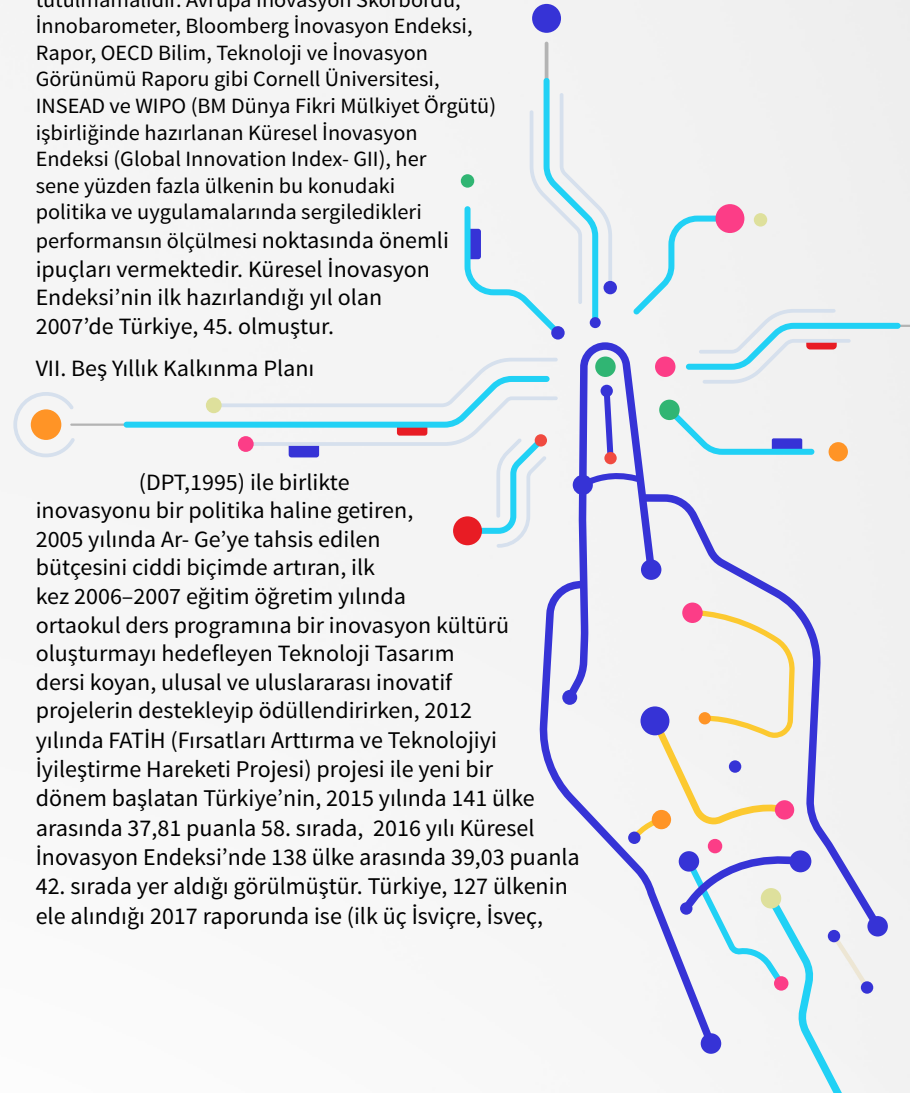 tutulmamalıdır. Avrupa İnovasyon Skorbordu,
İnnobarometer, Bloomberg İnovasyon Endeksi,
Rapor, OECD Bilim, Teknoloji ve İnovasyon
Görünümü Raporu gibi Cornell Üniversitesi,
INSEAD ve WIPO (BM Dünya Fikri Mülkiyet Örgütü)
işbirliğinde hazırlanan Küresel İnovasyon
Endeksi (Global Innovation Index- GII), her
sene yüzden fazla ülkenin bu konudaki
politika ve uygulamalarında sergiledikleri
performansın ölçülmesi noktasında önemli
ipuçları vermektedir. Küresel İnovasyon
Endeksi’nin ilk hazırlandığı yıl olan
2007’de Türkiye, 45. olmuştur.
VII. Beş Yıllık Kalkınma Planı
(DPT,1995) ile birlikte
inovasyonu bir politika haline getiren,
2005 yılında Ar- Ge’ye tahsis edilen
bütçesini ciddi biçimde artıran, ilk
kez 2006–2007 eğitim öğretim yılında
ortaokul ders programına bir inovasyon kültürü
oluşturmayı hedefleyen Teknoloji Tasarım
dersi koyan, ulusal ve uluslararası inovatif
projelerin destekleyip ödüllendirirken, 2012
yılında FATİH (Fırsatları Arttırma ve Teknolojiyi
İyileştirme Hareketi Projesi) projesi ile yeni bir
dönem başlatan Türkiye’nin, 2015 yılında 141 ülke
arasında 37,81 puanla 58. sırada,  2016 yılı Küresel
İnovasyon Endeksi’nde 138 ülke arasında 39,03 puanla
42. sırada yer aldığı görülmüştür. Türkiye, 127 ülkenin
ele alındığı 2017 raporunda ise (ilk üç İsviçre, İsveç,